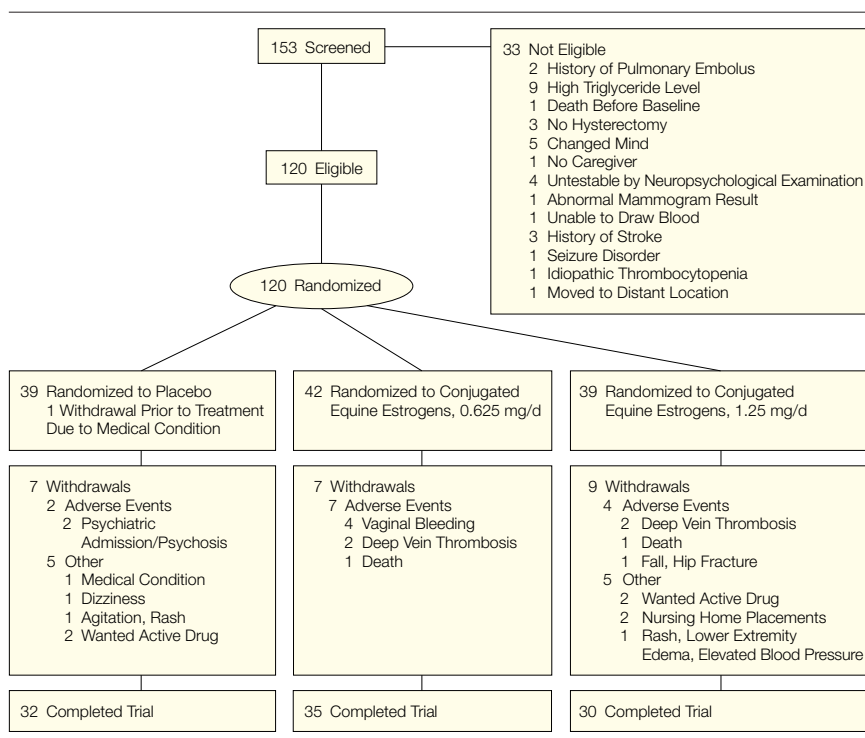 153 Screened
33 Not Eligible
2 History of Pulmonary Embolus
9 High Triglyceride Level
1 Death Before Baseline
3 No Hysterectomy
5 Changed Mind
1 No Caregiver
4 Untestable by Neuropsychological Examination
1 Abnormal Mammogram Result
1 Unable to Draw Blood
3 History of Stroke
1 Seizure Disorder
1 Idiopathic Thrombocytopenia
1 Moved to Distant Location
120 Eligible
120 Randomized
39 Randomized to Placebo
1 Withdrawal Prior to Treatment
Due to Medical Condition
42 Randomized to Conjugated
Equine Estrogens, 0.625 mg/d
39 Randomized to Conjugated
Equine Estrogens, 1.25 mg/d
7 Withdrawals
2 Adverse Events
2 Psychiatric
Admission/Psychosis
5 Other
1 Medical Condition
1 Dizziness
1 Agitation, Rash
2 Wanted Active Drug
7 Withdrawals
7 Adverse Events
4 Vaginal Bleeding
2 Deep Vein Thrombosis
1 Death
9 Withdrawals
4 Adverse Events
2 Deep Vein Thrombosis
1 Death
1 Fall, Hip Fracture
5 Other
2 Wanted Active Drug
2 Nursing Home Placements
1 Rash, Lower Extremity
Edema, Elevated Blood Pressure
32 Completed Trial
35 Completed Trial
30 Completed Trial